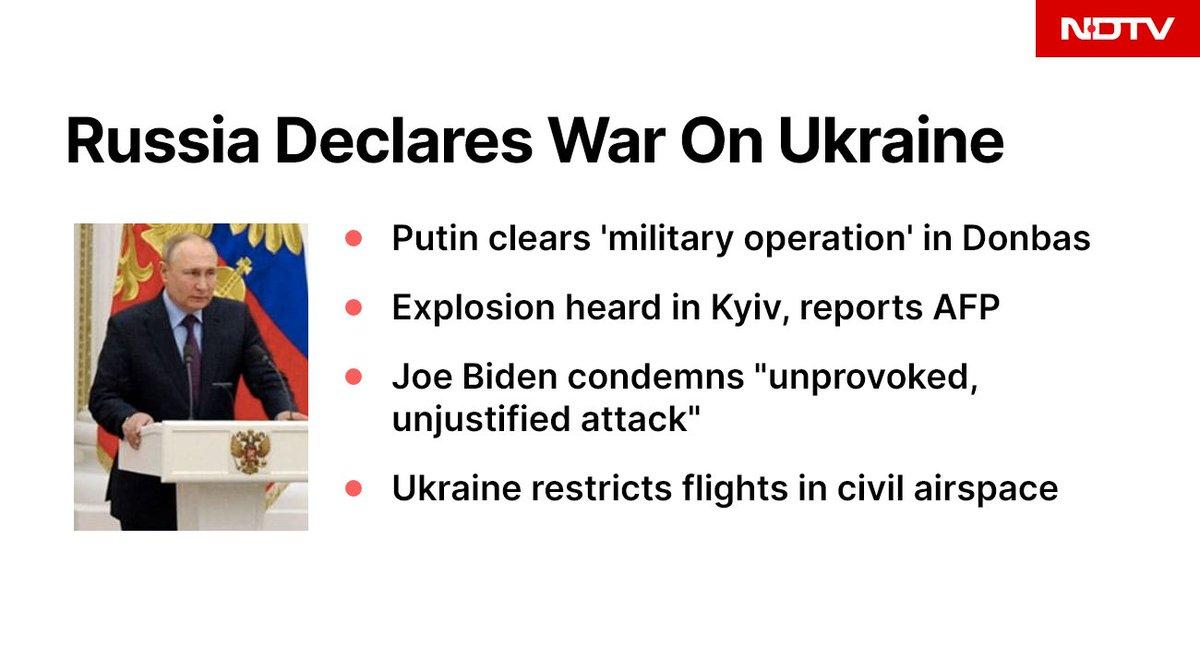 NDTV
Russia Declares War On Ukraine
Putin clears 'military operation' in Donbas
Explosion heard in Kyiv, reports AFP
Joe Biden condemns "unprovoked,
unjustified attack"
Ukraine restricts flights in civil airspace